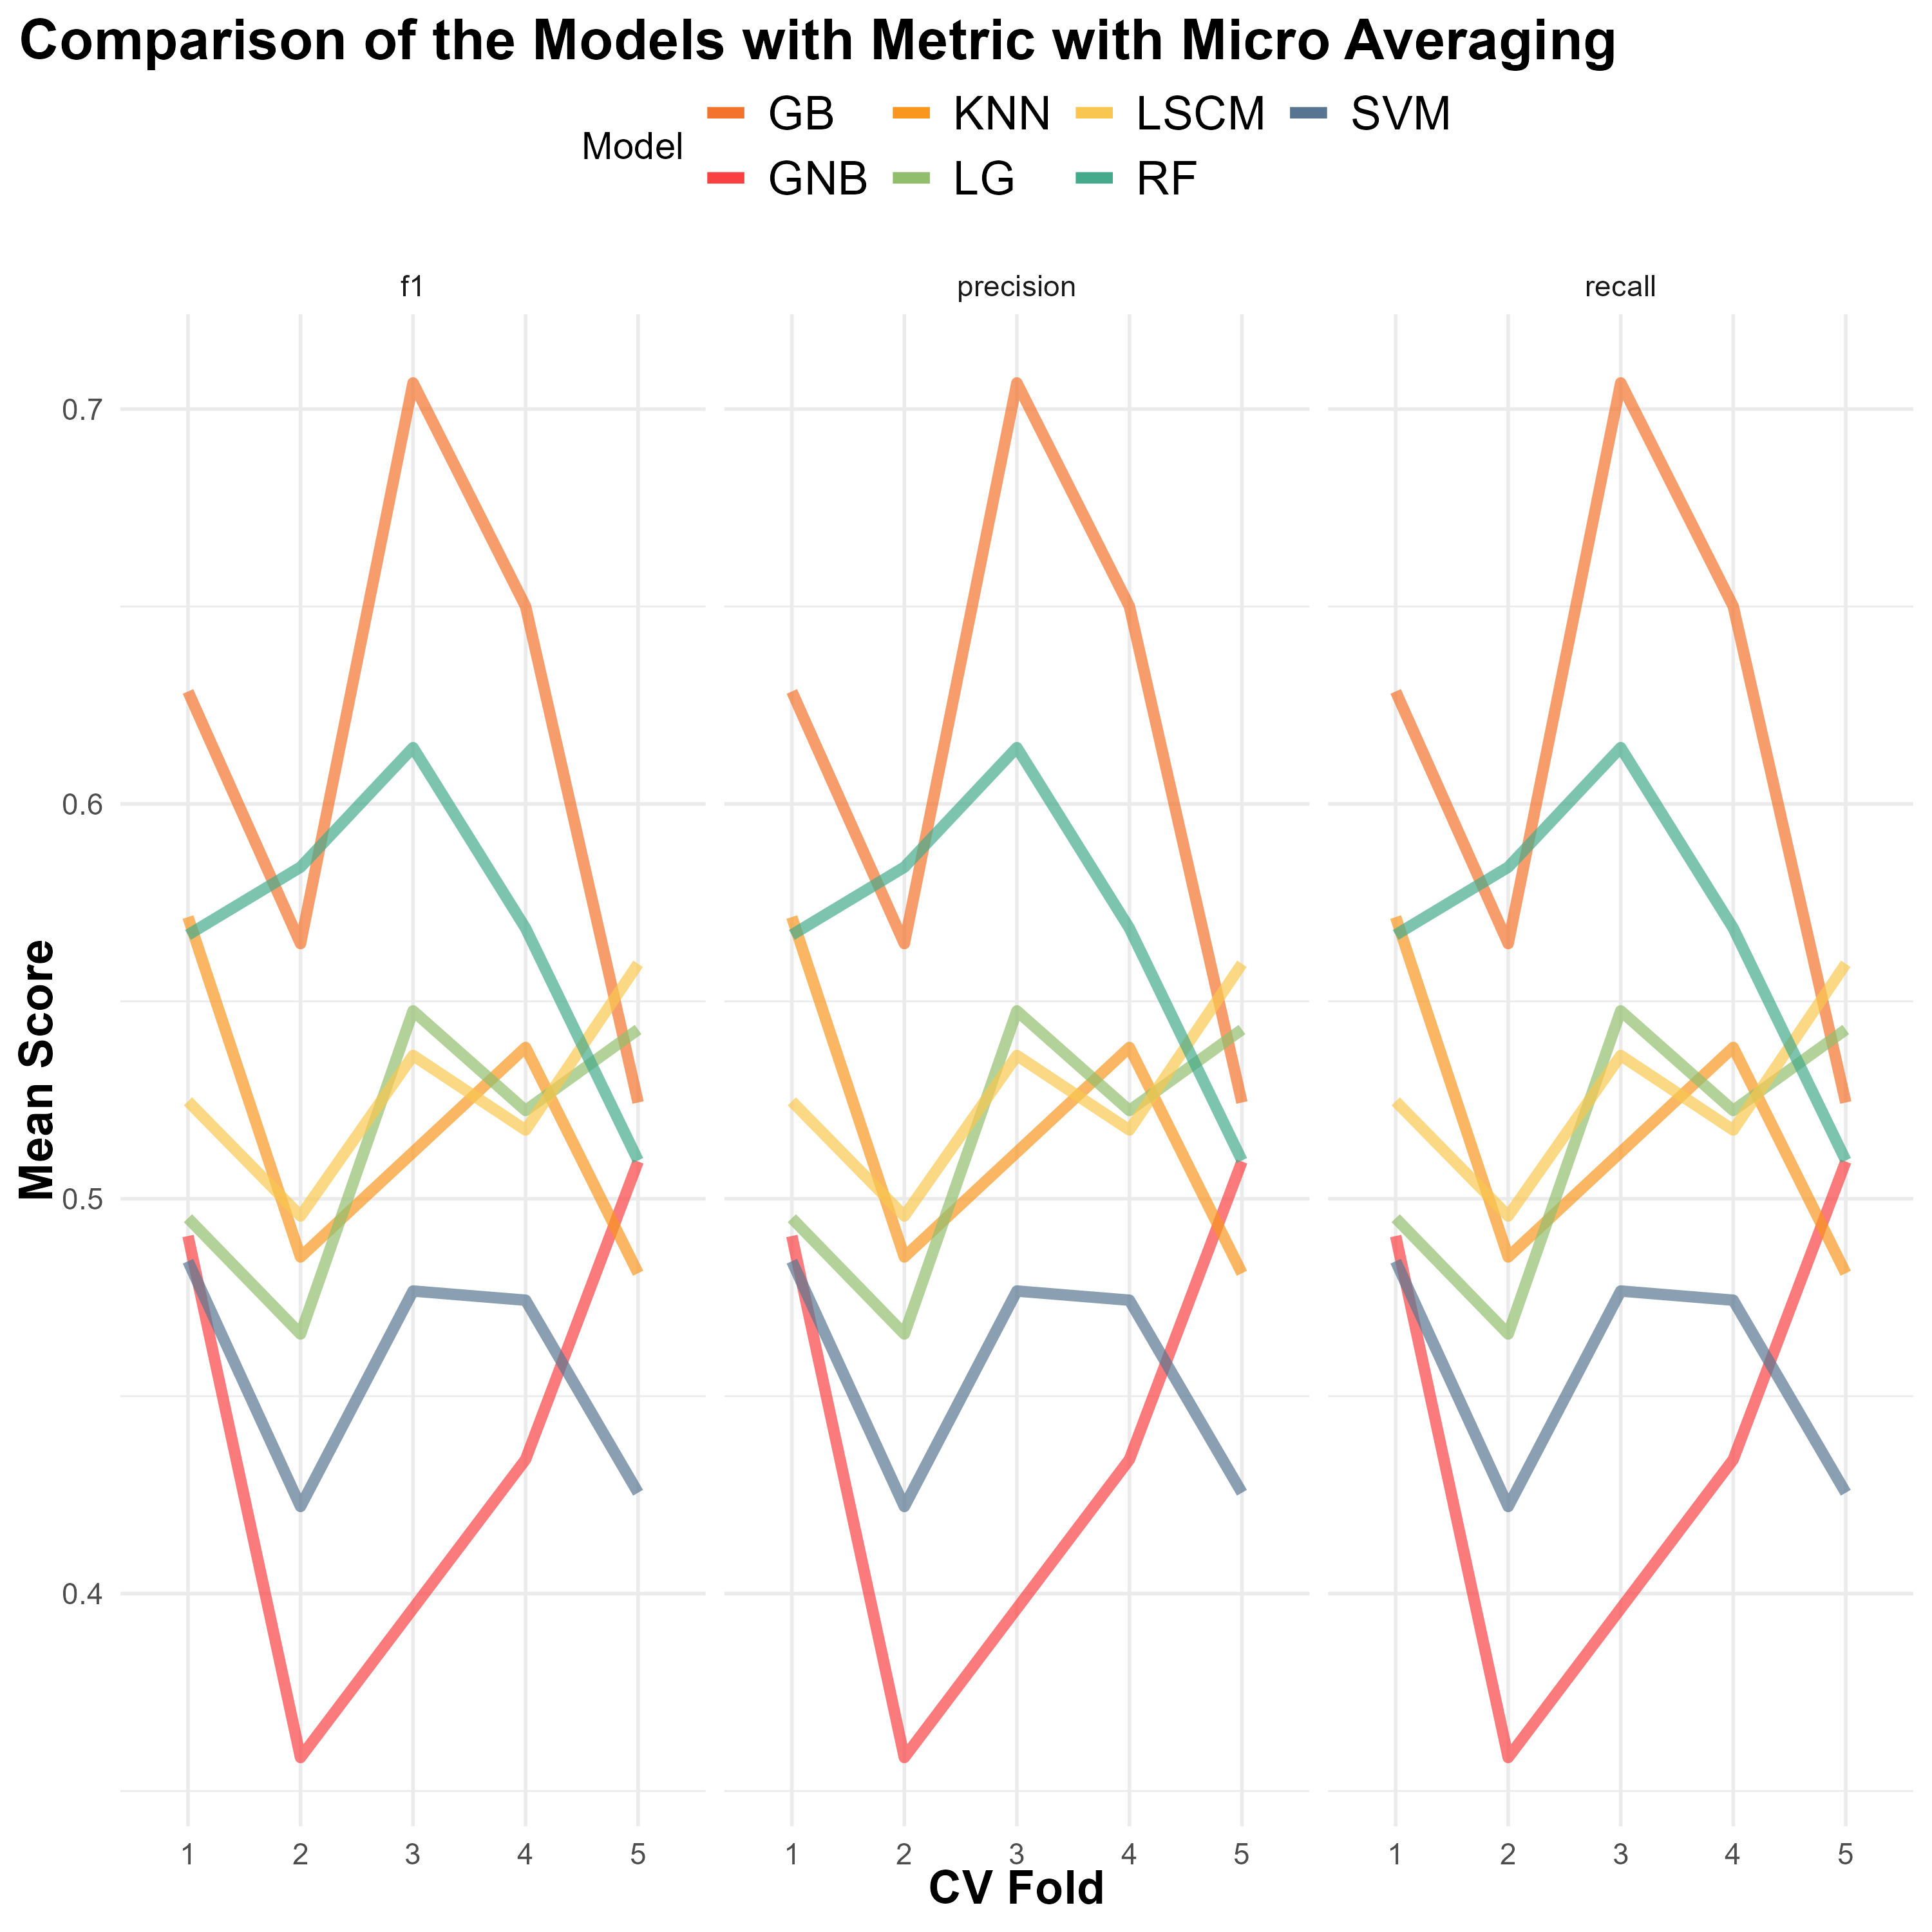 Comparison of the Models with Metric with Micro Averaging
Model
GB KNN LSCM SVM
GNB LG RF
f1 precision recall
0.7
0.6
0.5
0.4
Mean Score
1 2 3 4 5 1 2 3 4 5 1 2 3 4 5
CV Fold